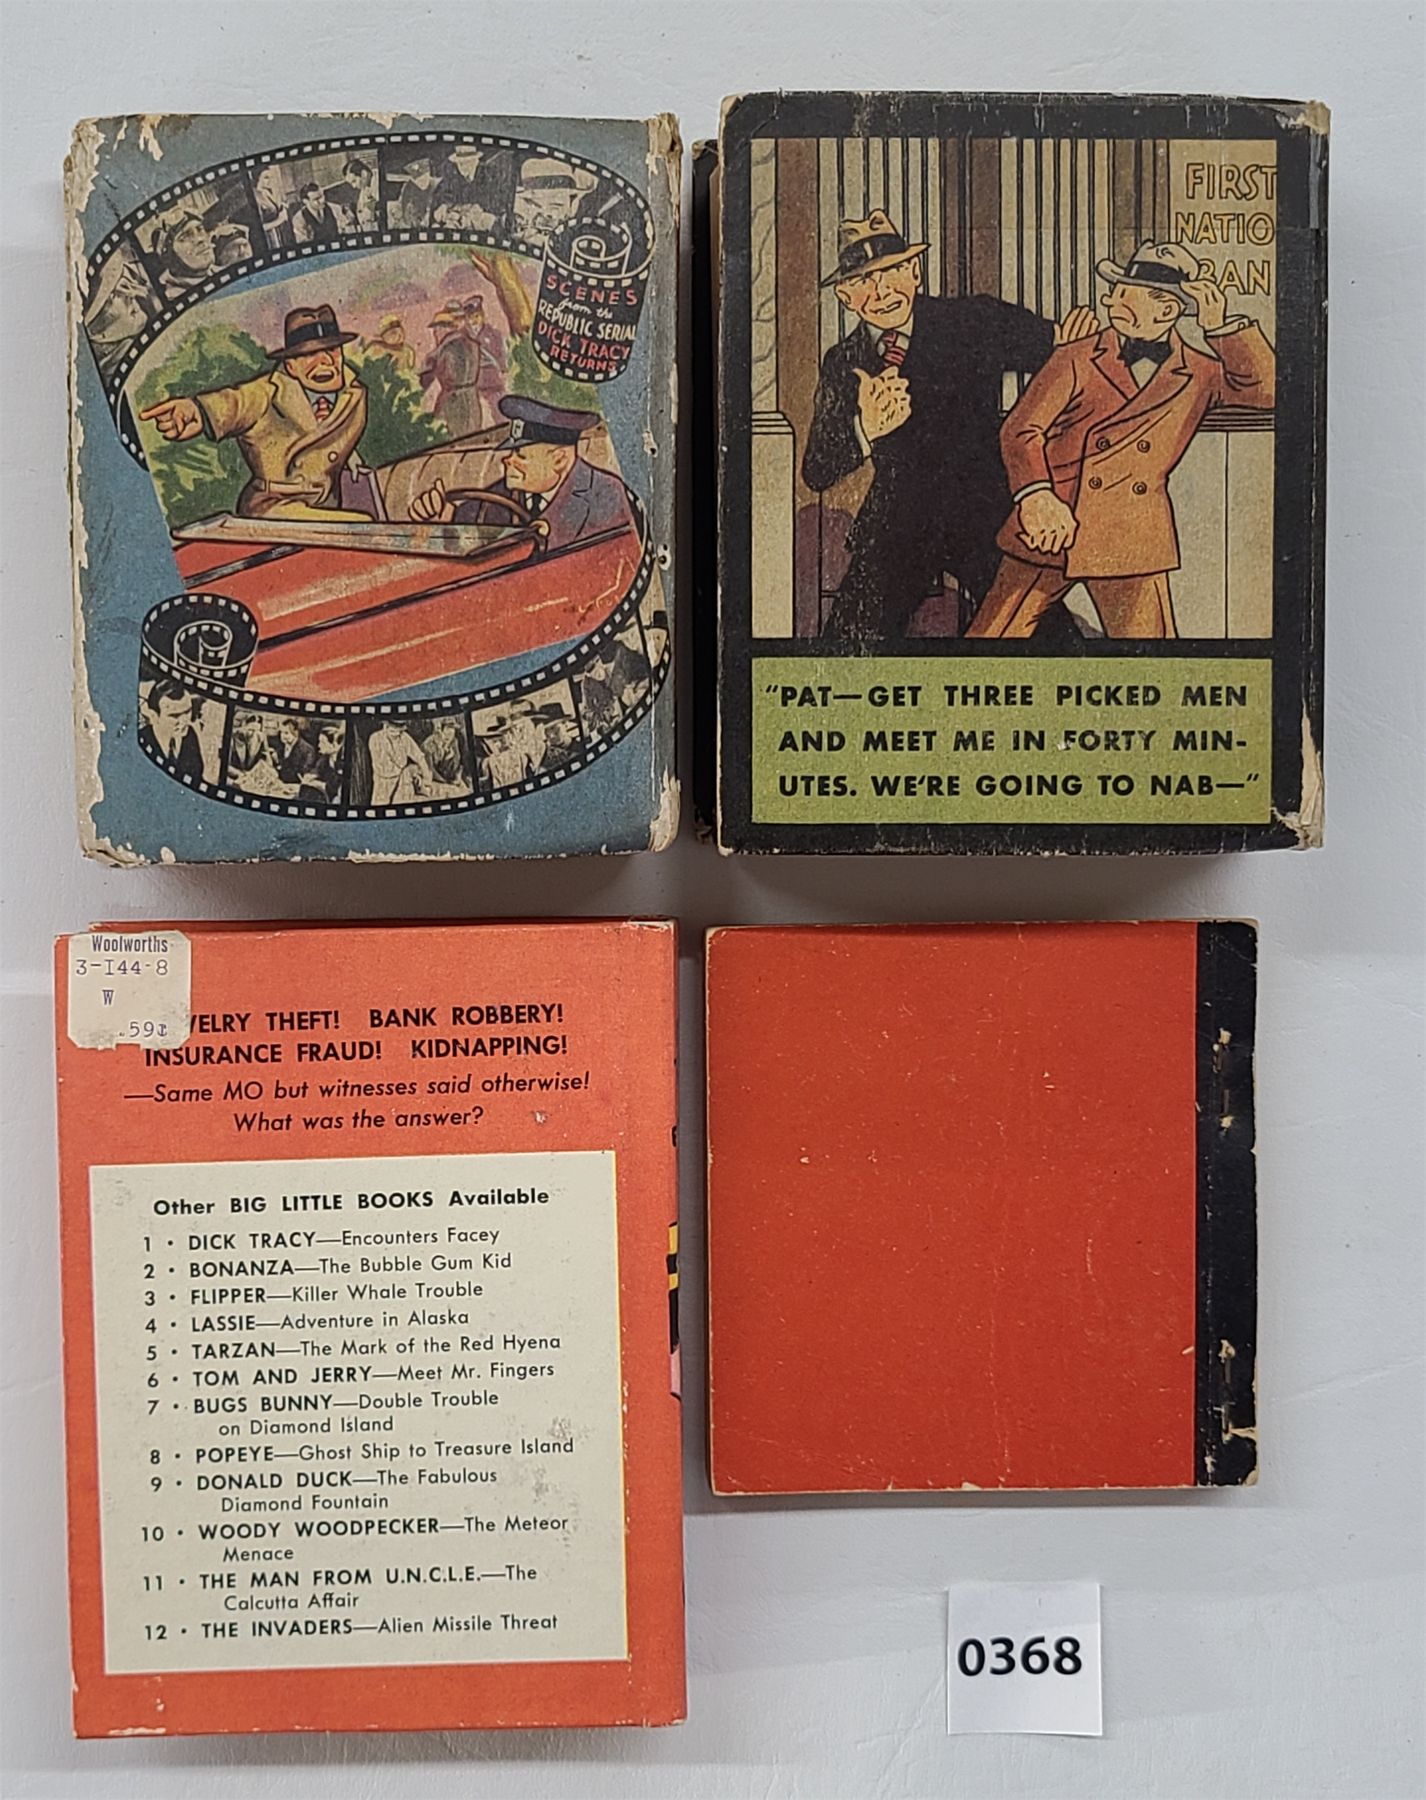 SCENES
from the
REPUBLIC SERIAL
DICK TRACY
RETURNS
FIRST
NATIO
BAN
"PAT—GET THREE PICKED MEN
AND MEET ME IN FORTY MIN-
UTES. WE'RE GOING TO NAB—"
Woolworths
3-I44-8
W
.59¢
WELRY THEFT! BANK ROBBERY!
INSURANCE FRAUD! KIDNAPPING!
—Same MO but witnesses said otherwise!
What was the answer?
Other BIG LITTLE BOOKS Available
1 • DICK TRACY—Encounters Facey
2 • BONANZA—The Bubble Gum Kid
3 • FLIPPER—Killer Whale Trouble
4 • LASSIE—Adventure in Alaska
5 • TARZAN—The Mark of the Red Hyena
6 • TOM AND JERRY—Meet Mr. Fingers
7 • BUGS BUNNY—Double Trouble
on Diamond Island
8 • POPEYE—Ghost Ship to Treasure Island
9 • DONALD DUCK—The Fabulous
Diamond Fountain
10 • WOODY WOODPECKER—The Meteor
Menace
11 • THE MAN FROM U.N.C.L.E.—The
Calcutta Affair
12 • THE INVADERS—Alien Missile Threat
0368